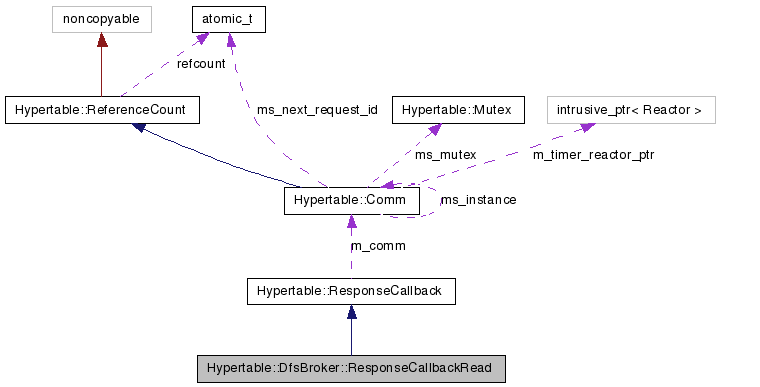 noncopyable
atomic_t
refcount
Hypertable::ReferenceCount
ms_next_request_id
Hypertable::Mutex
intrusive_ptr< Reactor >
ms_mutex
m_timer_reactor_ptr
Hypertable::Comm
ms_instance
m_comm
Hypertable::ResponseCallback
Hypertable::DfsBroker::ResponseCallbackRead